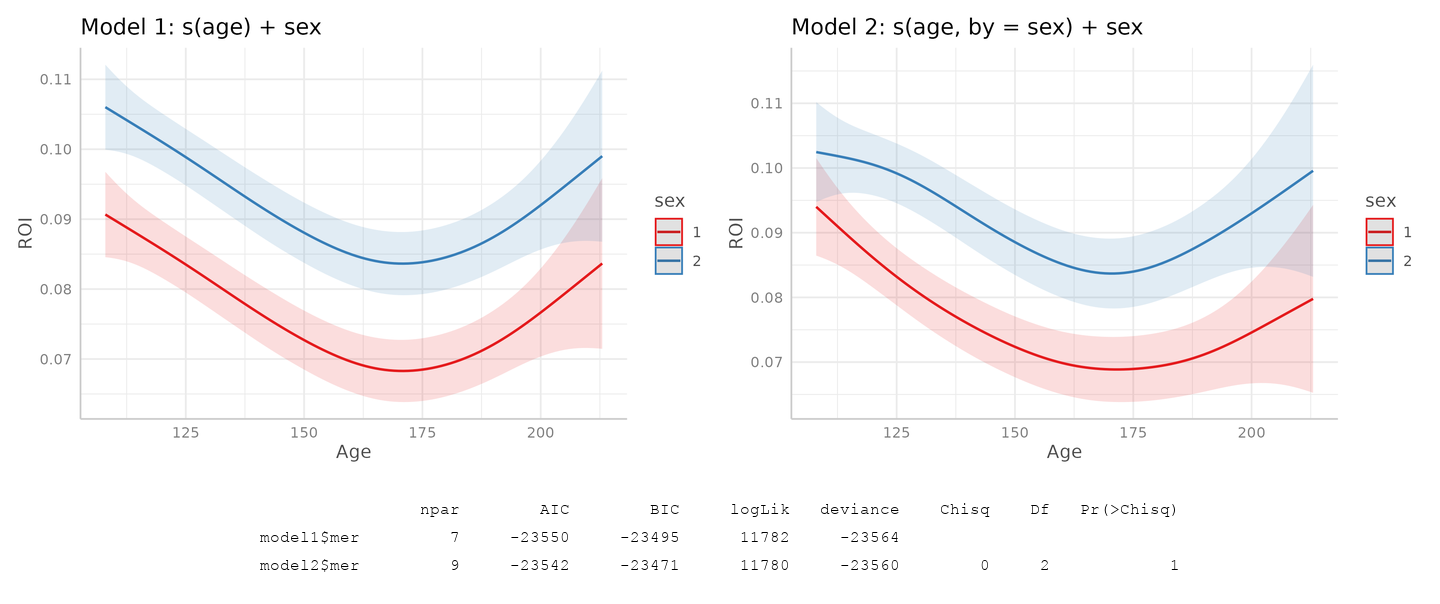 Model 1: s(age) + sex
0.11
0.10
0.09
0.08
0.07
ROI
125 150 175 200
Age
sex
1
2
Model 2: s(age, by = sex) + sex
0.11
0.10
0.09
0.08
0.07
ROI
125 150 175 200
Age
sex
1
2
npar AIC BIC logLik deviance Chisq Df Pr(>Chisq)
model1$mer 7 -23550 -23495 11782 -23564
model2$mer 9 -23542 -23471 11780 -23560 0 2 1